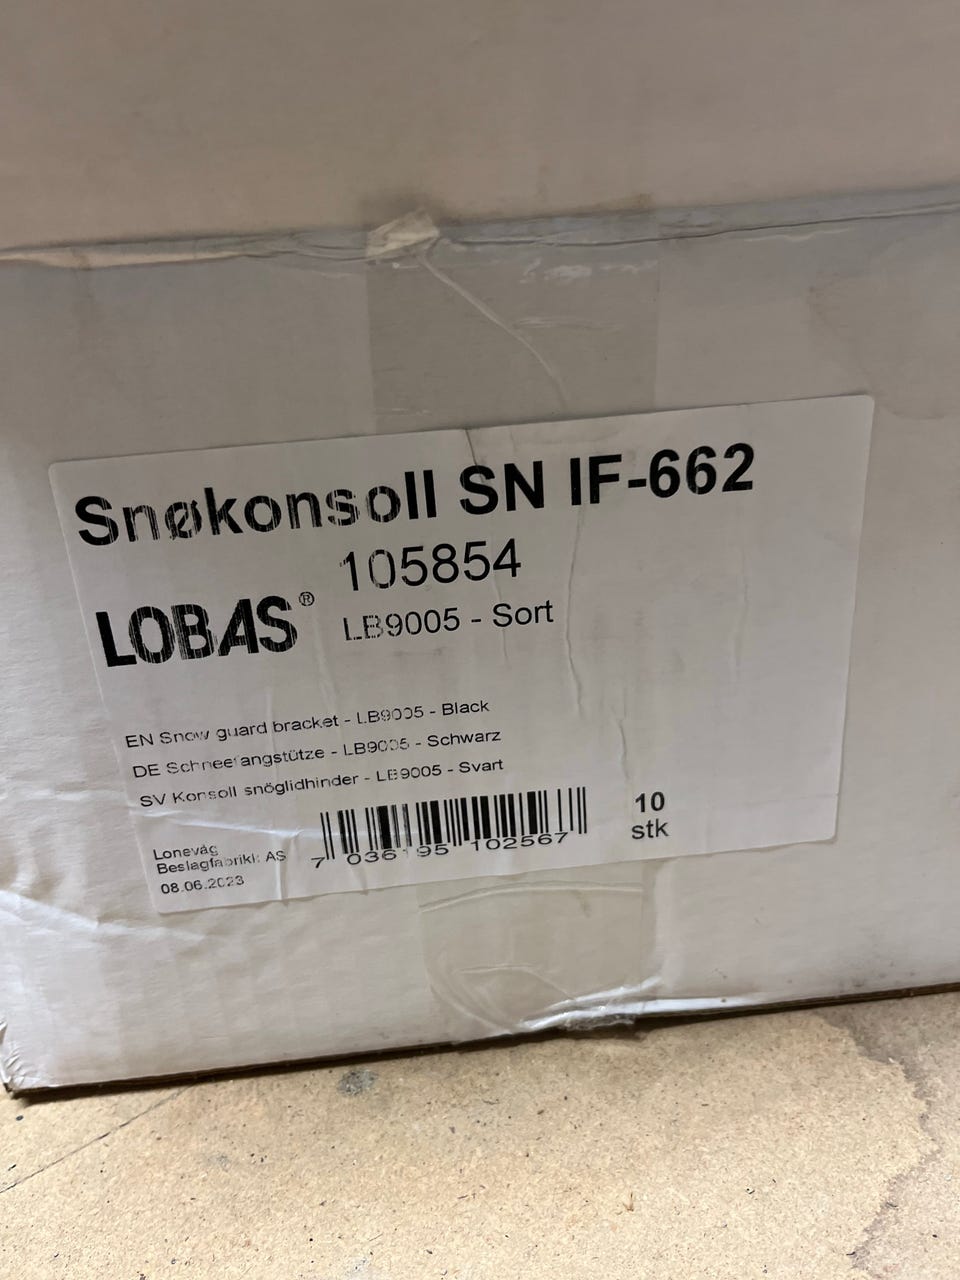 Snøkonsoll SN IF-662
105854
LOBAS®
LB9005 - Sort
EN Snow guard bracket - LB9005 - Black
DE Schneefangstütze - LB9005 - Schwarz
SV Konsoll snöglidhinder - LB9005 - Svart
Lonevåg
Beslagfabrikk AS
08.06.2023
7 036195 102567
10
stk